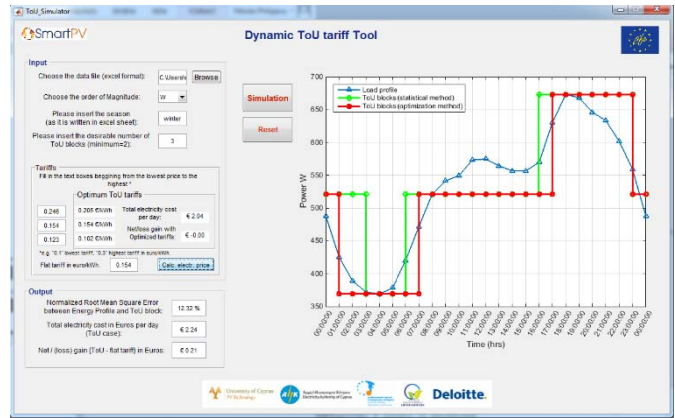 ToU_Simulator
SmartPV
Dynamic ToU tariff Tool
Input
Choose the data file (excel format):
C:\Users\
Browse
Choose the order of Magnitude:
W
Please insert the season
(as it is written in excel sheet):
winter
Please insert the desirable number of
ToU blocks (minimum=2):
3
Simulation
Reset
Tariffs
Fill in the text boxes beggining from the lowest price to the
highest *
Optimum ToU tariffs
0.246
0.205 €/kWh
Total electricity cost
per day:
€ 2.04
0.154
0.154 €/kWh
Net/loss gain with
Optimized tariffs:
€ -0.00
0.123
0.102 €/kWh
*e.g. "0.1" lowest tariff, "0.3" highest tariff in euro/kWh.
Flat tariff in euro/kWh.
0.154
Calc. electr. price
Output
Normalized Root Mean Square Error
between Energy Profile and ToU block:
12.32 %
Total electricity cost in Euros per day
(ToU case):
€ 2.24
Net / (loss) gain (ToU - flat tariff) in Euros:
€ 0.21
Load profile
ToU blocks (statistical method)
ToU blocks (optimization method)
Power W
700
650
600
550
500
450
400
350
00:00:00
01:00:00
02:00:00
03:00:00
04:00:00
05:00:00
06:00:00
07:00:00
08:00:00
09:00:00
10:00:00
11:00:00
12:00:00
13:00:00
14:00:00
15:00:00
16:00:00
17:00:00
18:00:00
19:00:00
20:00:00
21:00:00
22:00:00
23:00:00
00:00:00
Time (hrs)
University of Cyprus
PV Technology
Electricity Authority of Cyprus
Deloitte.